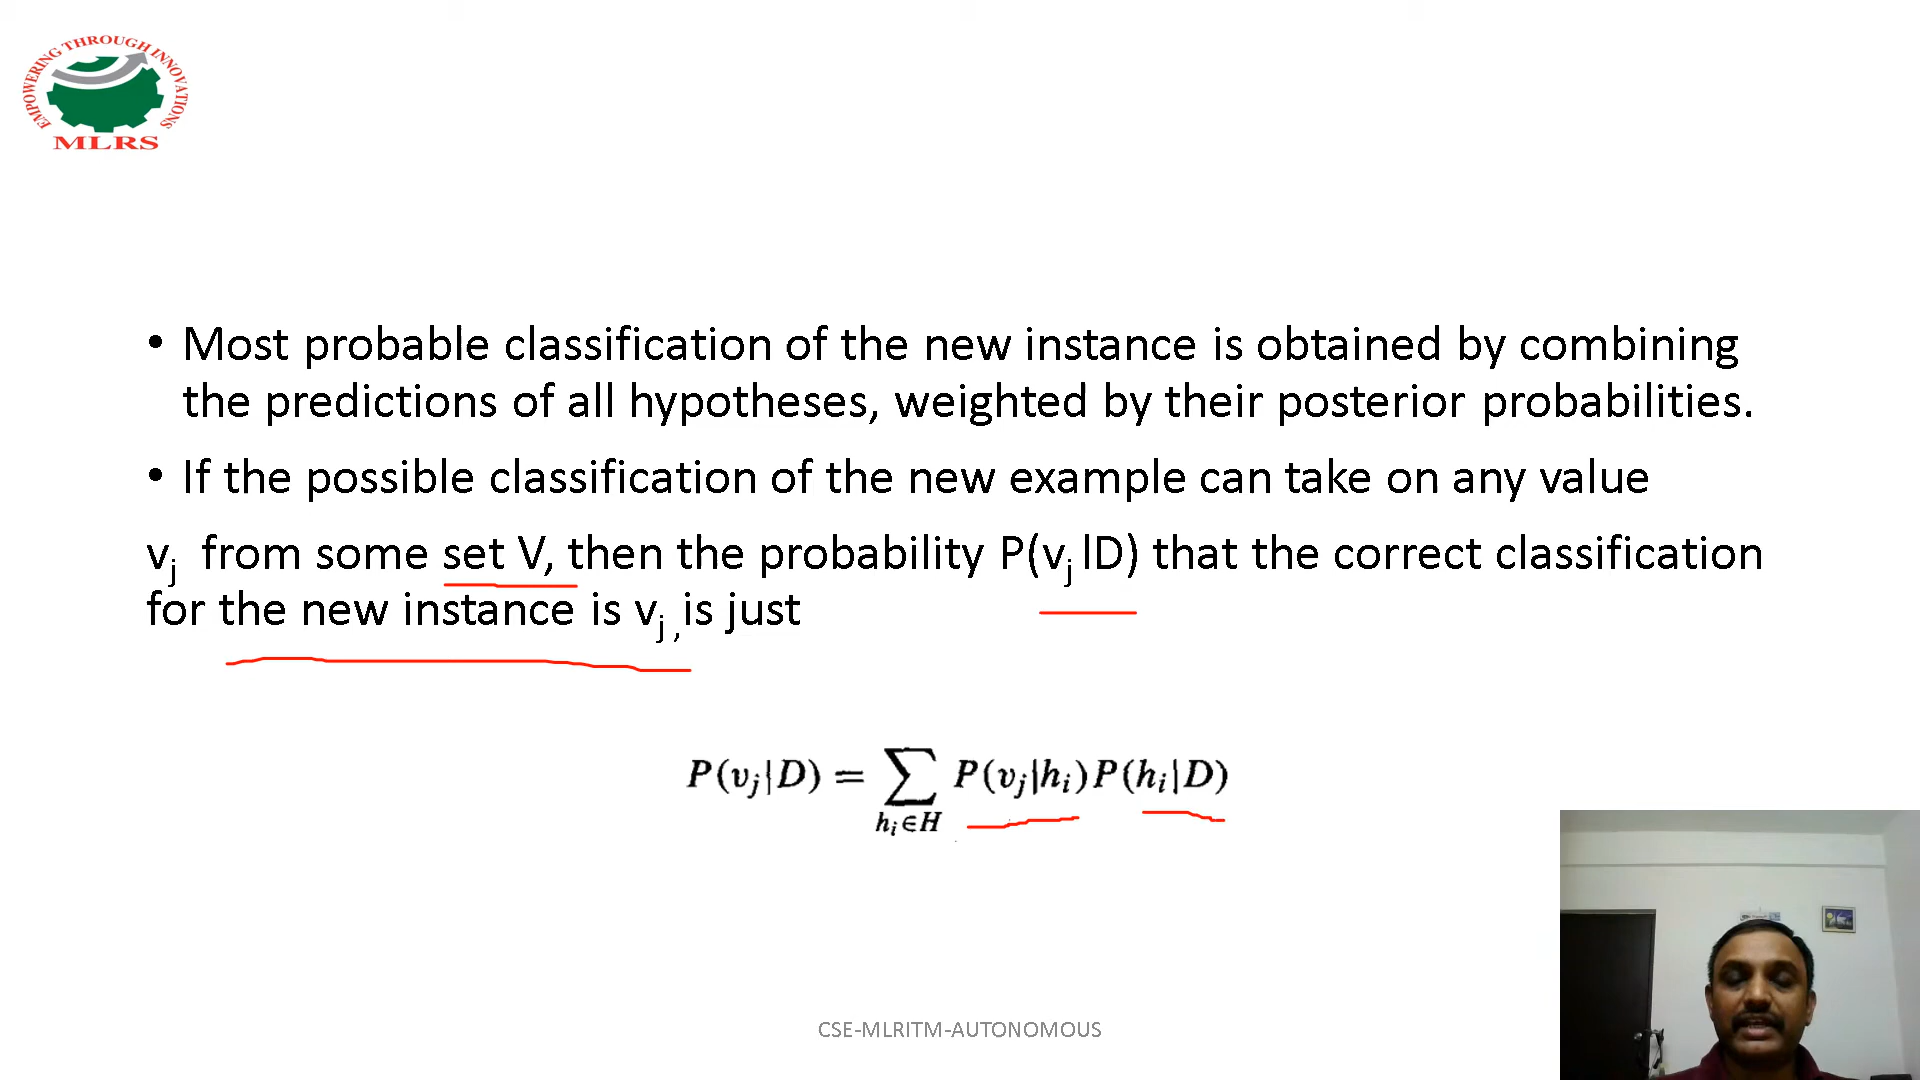 EMPOWERING THROUGH INNOVATIONS
MLRS
• Most probable classification of the new instance is obtained by combining
the predictions of all hypotheses, weighted by their posterior probabilities.
• If the possible classification of the new example can take on any value
vj from some set V, then the probability P(vj lD) that the correct classification
for the new instance is vj , is just
P(vj|D) = ∑ P(vj|hi)P(hi|D)
hi∈H
CSE-MLRITM-AUTONOMOUS